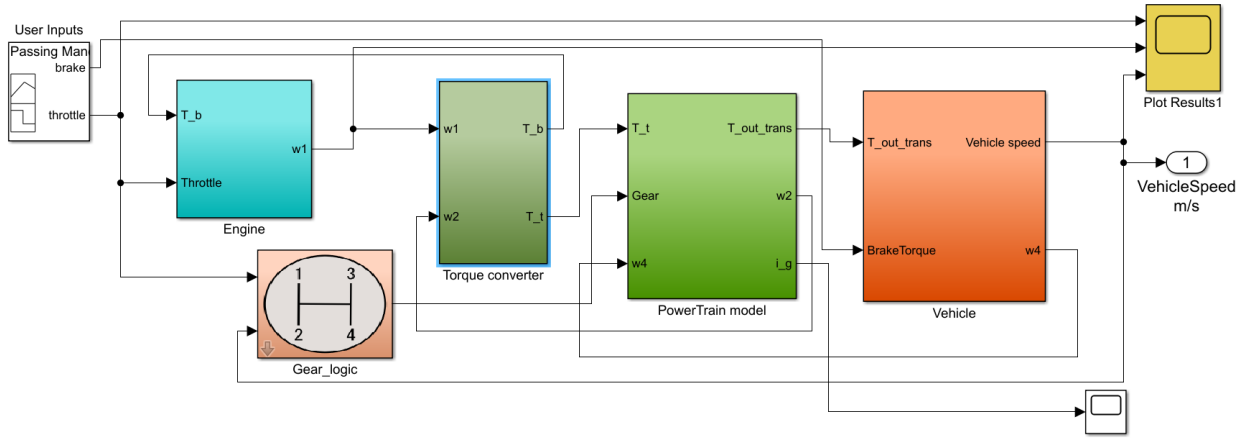 User Inputs
Passing Man
brake
throttle
T_b
w1
Throttle
Engine
w1
T_b
w2
T_t
Torque converter
T_t
T_out_trans
Gear
w2
w4
i_g
PowerTrain model
T_out_trans
Vehicle speed
BrakeTorque
w4
Vehicle
Plot Results1
1
VehicleSpeed
m/s
1 3
2 4
Gear_logic